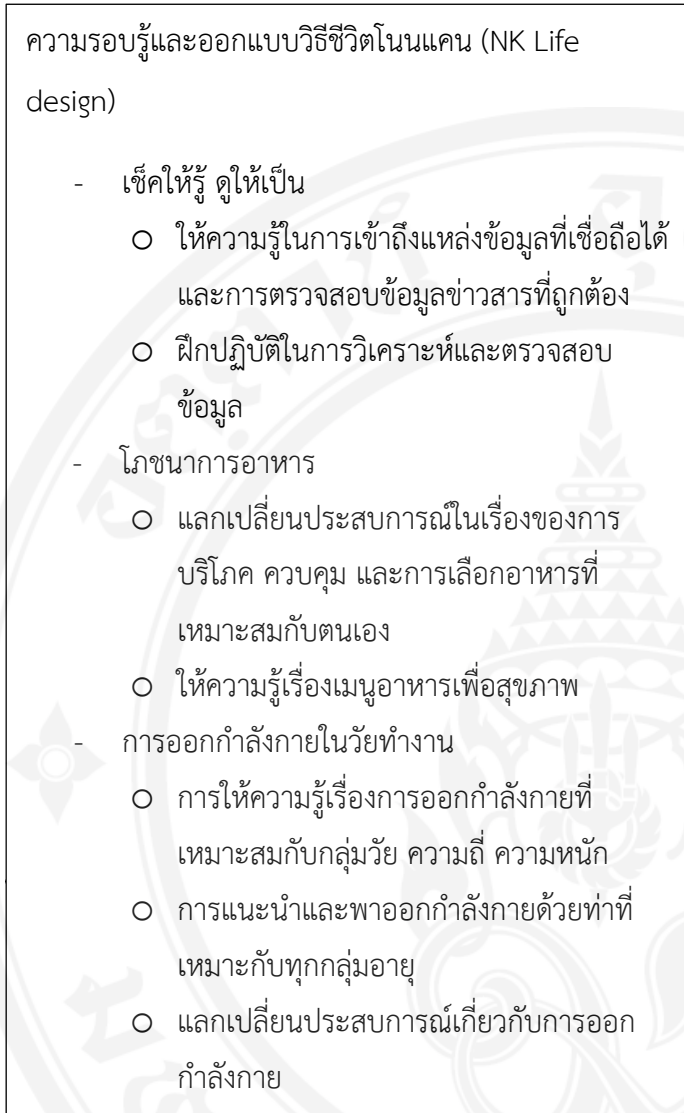 ความรอบรู้และออกแบบวิธีชีวิตโนนแคน (NK Life
design)
- เช็คให้รู้ ดูให้เป็น
o ให้ความรู้ในการเข้าถึงแหล่งข้อมูลที่เชื่อถือได้
และการตรวจสอบข้อมูลข่าวสารที่ถูกต้อง
o ฝึกปฏิบัติในการวิเคราะห์และตรวจสอบ
ข้อมูล
- โภชนาการอาหาร
o แลกเปลี่ยนประสบการณ์ในเรื่องของการ
บริโภค ควบคุม และการเลือกอาหารที่
เหมาะสมกับตนเอง
o ให้ความรู้เรื่องเมนูอาหารเพื่อสุขภาพ
- การออกกำลังกายในวัยทำงาน
o การให้ความรู้เรื่องการออกกำลังกายที่
เหมาะสมกับกลุ่มวัย ความถี่ ความหนัก
o การแนะนำและพาออกกำลังกายด้วยท่าที่
เหมาะกับทุกกลุ่มอายุ
o แลกเปลี่ยนประสบการณ์เกี่ยวกับการออก
กำลังกาย